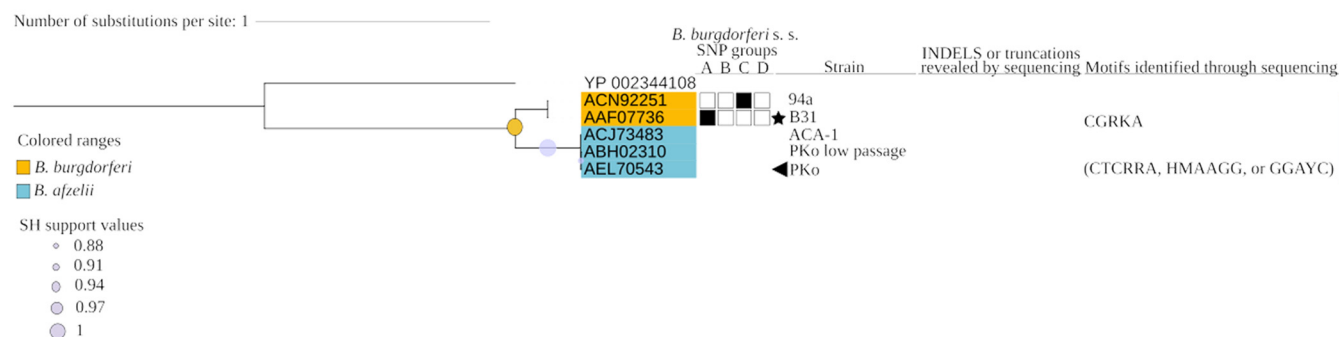 Number of substitutions per site: 1
B. burgdorferi s. s.
SNP groups
A B C D
Strain
INDELS or truncations
revealed by sequencing
Motifs identified through sequencing
YP 002344108
ACN92251 94a
AAF07736 B31 CGRKA
ACJ73483 ACA-1
ABH02310 PKo low passage
AEL70543 PKo (CTCRRA, HMAAGG, or GGAYC)
Colored ranges
B. burgdorferi
B. afzelii
SH support values
0.88
0.91
0.94
0.97
1